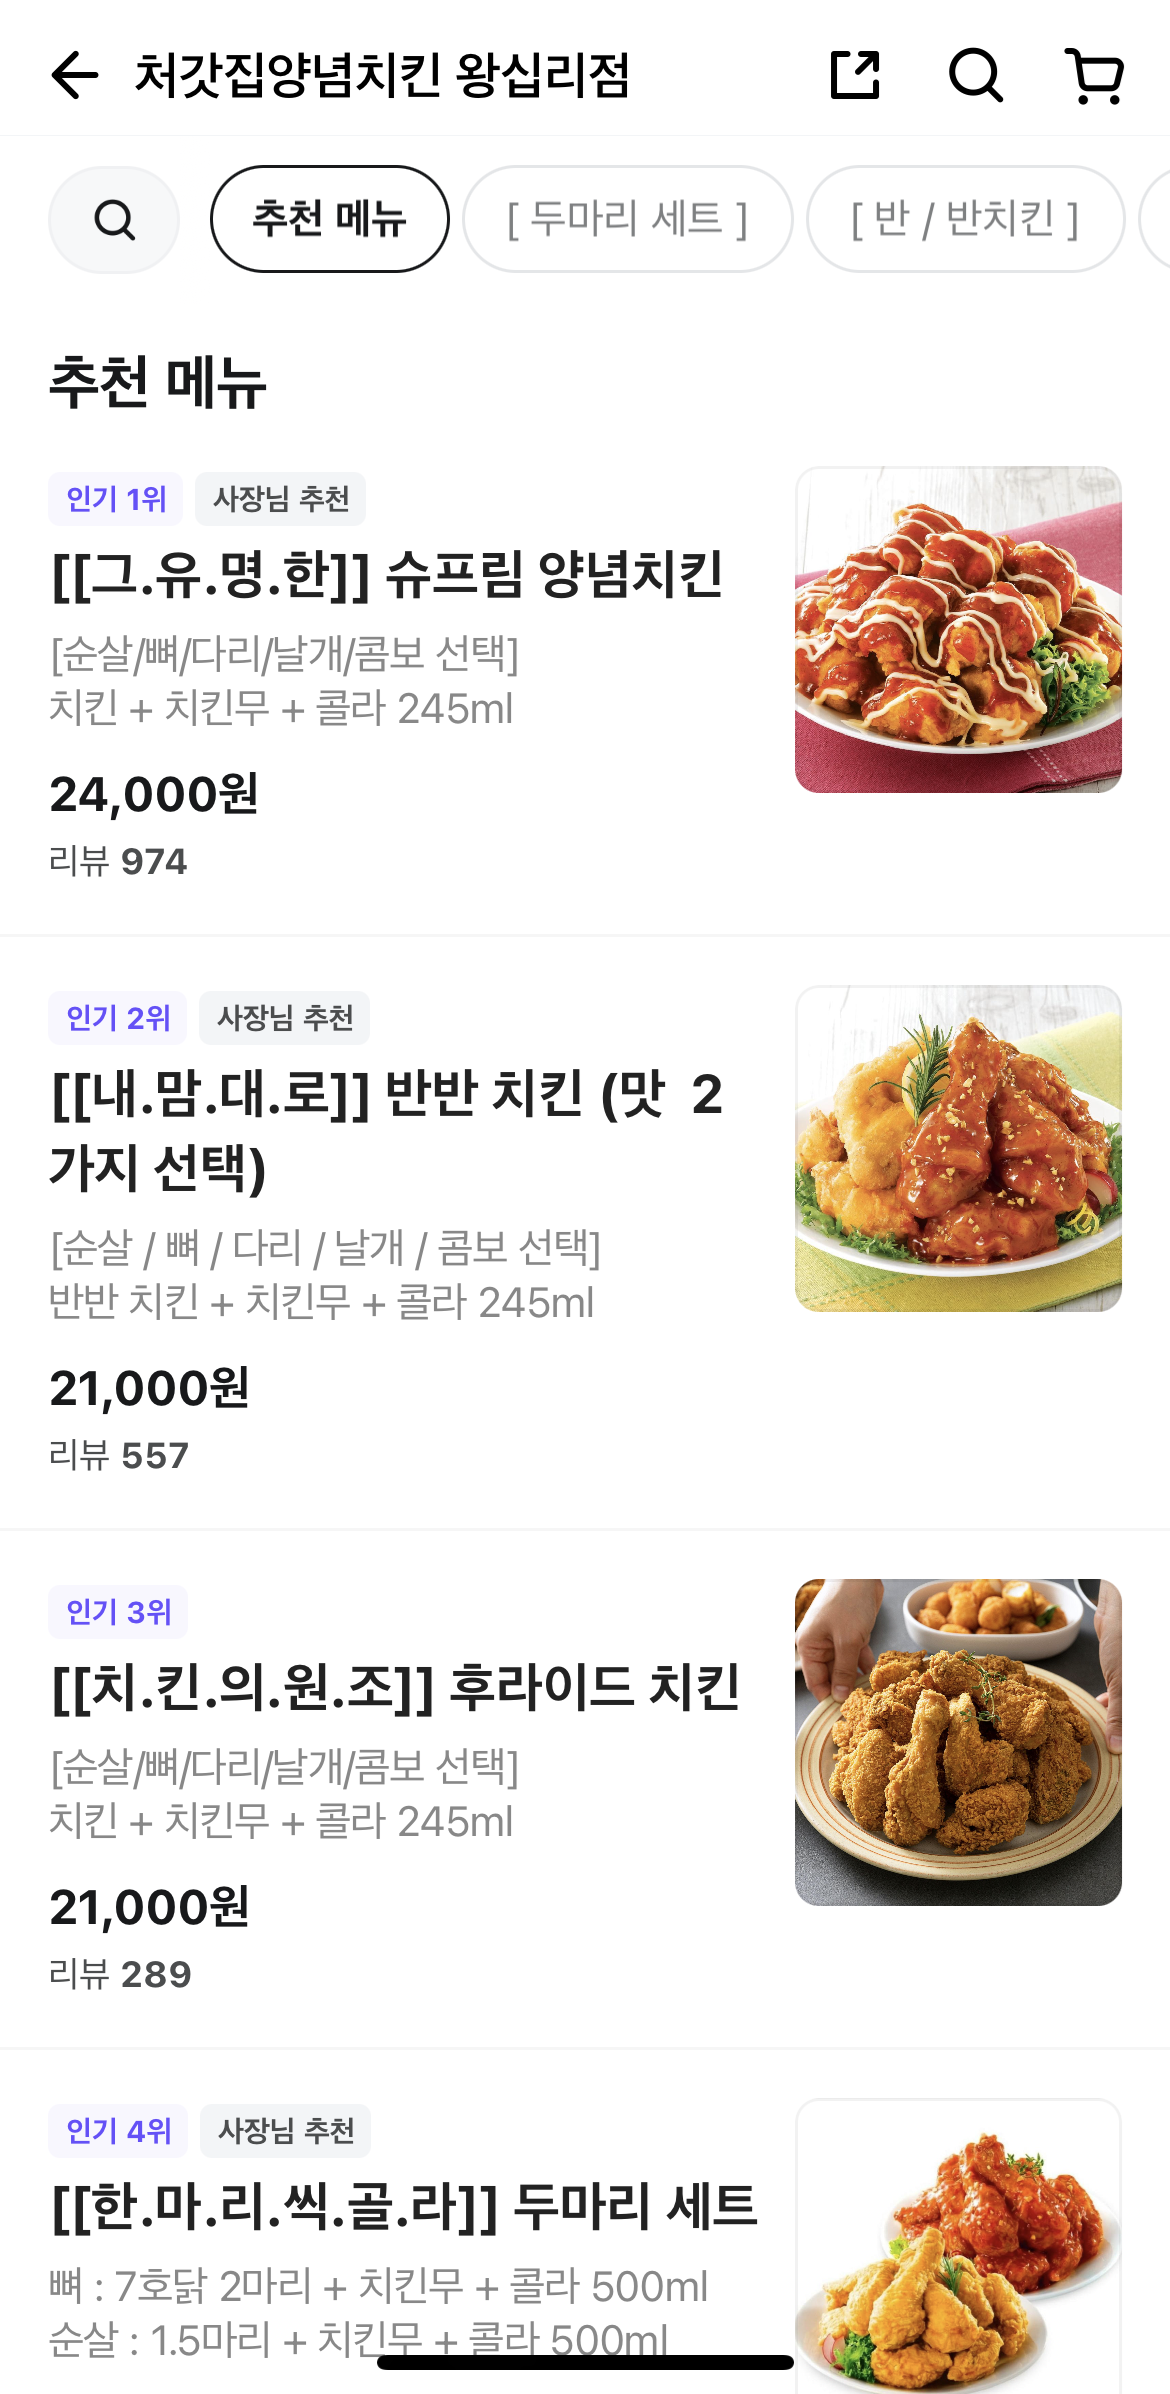 처갓집양념치킨 왕십리점
추천 메뉴
[ 두마리 세트 ]
[ 반 / 반치킨 ]
추천 메뉴
인기 1위
사장님 추천
[[그.유.명.한]] 슈프림 양념치킨
[순살/뼈/다리/날개/콤보 선택]
치킨 + 치킨무 + 콜라 245ml
24,000원
리뷰 974
인기 2위
사장님 추천
[[내.맘.대.로]] 반반 치킨 (맛  2
가지 선택)
[순살 / 뼈 / 다리 / 날개 / 콤보 선택]
반반 치킨 + 치킨무 + 콜라 245ml
21,000원
리뷰 557
인기 3위
[[치.킨.의.원.조]] 후라이드 치킨
[순살/뼈/다리/날개/콤보 선택]
치킨 + 치킨무 + 콜라 245ml
21,000원
리뷰 289
인기 4위
사장님 추천
[[한.마.리.씩.골.라]] 두마리 세트
뼈 : 7호닭 2마리 + 치킨무 + 콜라 500ml
순살 : 1.5마리 + 치킨무 + 콜라 500ml